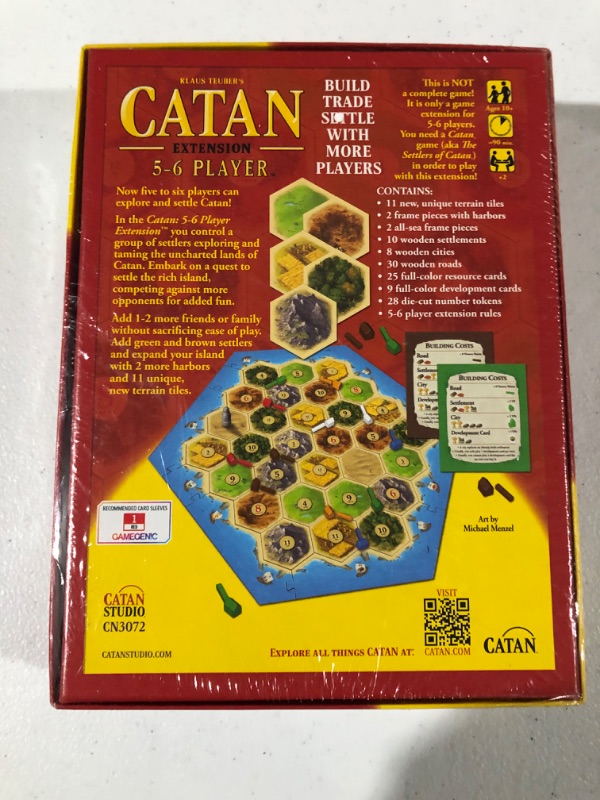 KLAUS TEUBER'S
CATAN
EXTENSION
5-6 PLAYER™
BUILD
TRADE
SETTLE
WITH
MORE
PLAYERS
This is NOT
a complete game!
It is only a game
extension for
5-6 players.
You need a Catan
game (aka The
Settlers of Catan)
in order to play
with this extension!
Ages 10+
~90 min.
+2
Now five to six players can
explore and settle Catan!
In the Catan: 5-6 Player
Extension™ you control a
group of settlers exploring and
taming the uncharted lands of
Catan. Embark on a quest to
settle the rich island,
competing against more
opponents for added fun.
Add 1-2 more friends or family
without sacrificing ease of play.
Add green and brown settlers
and expand your island
with 2 more harbors
and 11 unique,
new terrain tiles.
CONTAINS:
• 11 new, unique terrain tiles
• 2 frame pieces with harbors
• 2 all-sea frame pieces
• 10 wooden settlements
• 8 wooden cities
• 30 wooden roads
• 25 full-color resource cards
• 9 full-color development cards
• 28 die-cut number tokens
• 5-6 player extension rules
BUILDING COSTS
Road
Settlement
City
BUILDING COSTS
Road
Settlement
City
Development Card
Art by
Michael Menzel
RECOMMENDED CARD SLEEVES
1
RED
GAMEGENIC
CATAN
STUDIO
CN3072
CATANSTUDIO.COM
EXPLORE ALL THINGS CATAN AT:
VISIT
CATAN.COM
CATAN